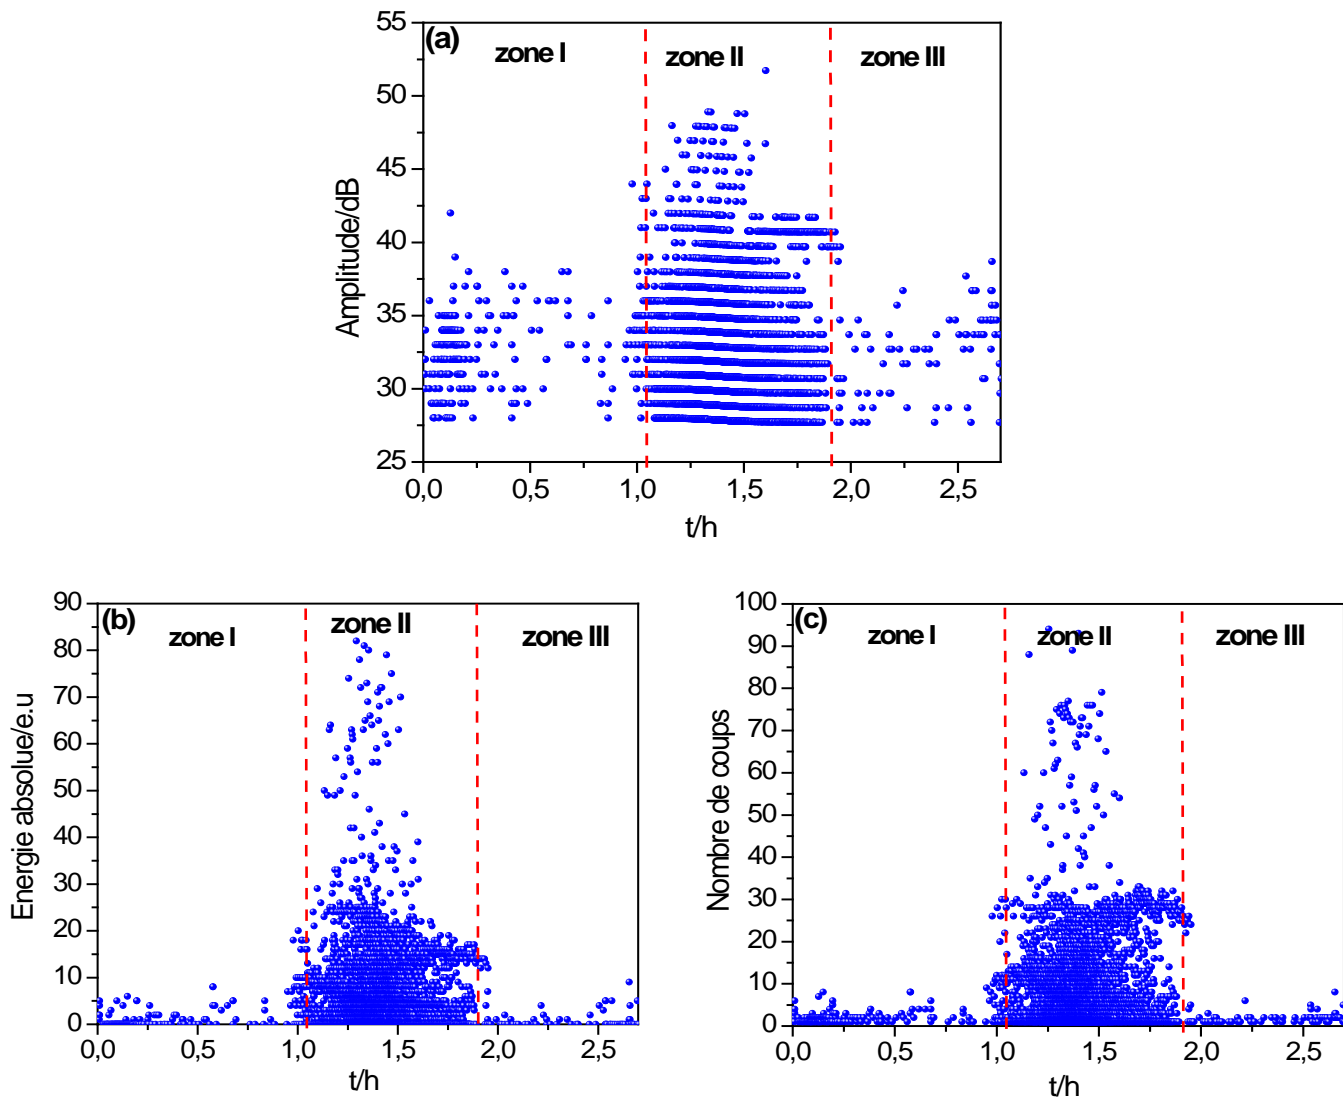 (a)
zone I
zone II
zone III
55
50
45
40
35
30
25
Amplitude/dB
0,0
0,5
1,0
1,5
2,0
2,5
t/h
(b)
zone I
zone II
zone III
90
80
70
60
50
40
30
20
10
0
Energie absolue/e.u
0,0
0,5
1,0
1,5
2,0
2,5
t/h
(c)
zone I
zone II
zone III
100
90
80
70
60
50
40
30
20
10
0
Nombre de coups
0,0
0,5
1,0
1,5
2,0
2,5
t/h